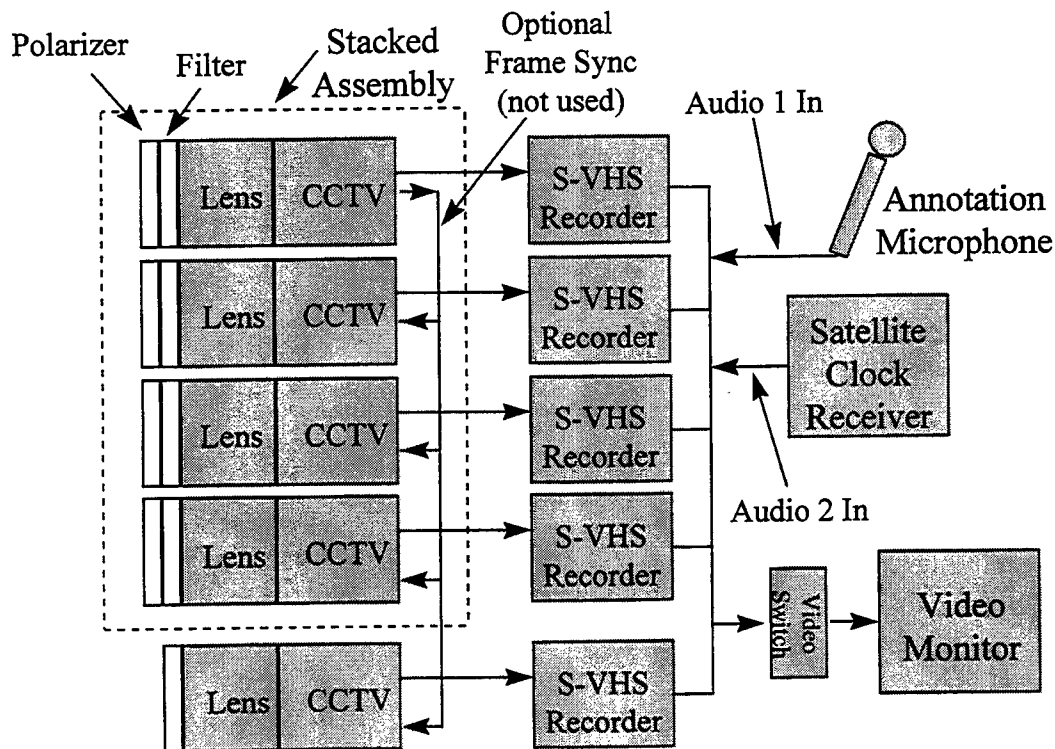 Polarizer
Filter
Stacked
Assembly
Optional
Frame Sync
(not used)
Audio 1 In
Annotation
Microphone
Lens CCTV
S-VHS
Recorder
Lens CCTV
S-VHS
Recorder
Satellite
Clock
Receiver
Lens CCTV
S-VHS
Recorder
Audio 2 In
Lens CCTV
S-VHS
Recorder
Video
Switch
Video
Monitor
Lens CCTV
S-VHS
Recorder